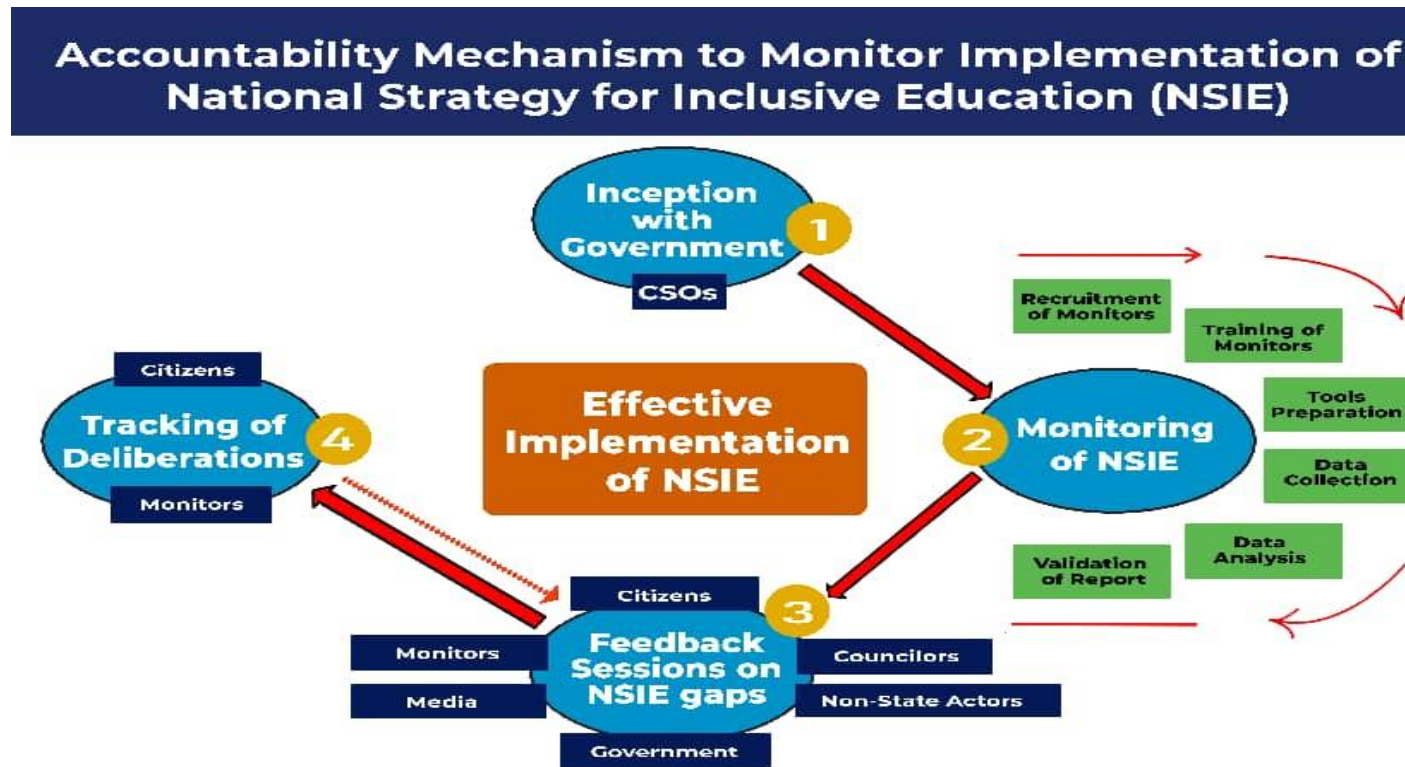 Accountability Mechanism to Monitor Implementation of
National Strategy for Inclusive Education (NSIE)
Inception
with
Government
1
CSOs
Recruitment
of Monitors
Training of
Monitors
Tools
Preparation
Data
Collection
Data
Analysis
Validation
of Report
2
Monitoring
of NSIE
Effective
Implementation
of NSIE
Citizens
3
Feedback
Sessions on
NSIE gaps
Monitors
Media
Councilors
Non-State Actors
Government
Citizens
Tracking of
Deliberations
4
Monitors